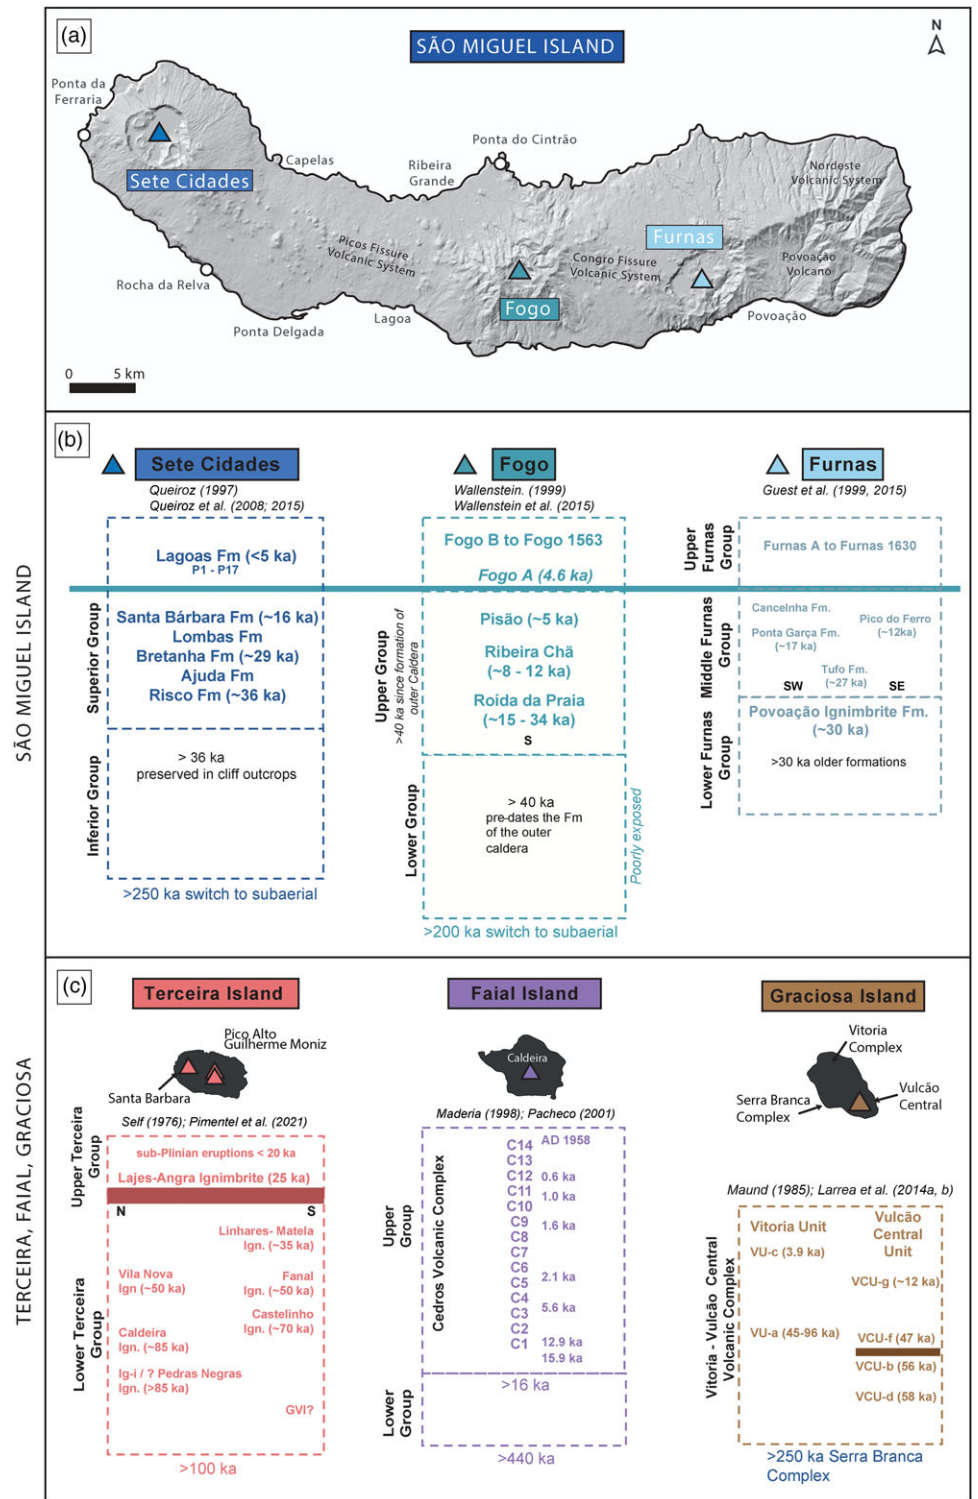 (a)
SÃO MIGUEL ISLAND
N
Ponta da
Ferraria
Sete Cidades
Capelas
Ribeira
Grande
Ponta do Cintrão
Nordeste
Volcanic System
Picos Fissure
Volcanic System
Furnas
Congro Fissure
Volcanic System
Povoação
Volcano
Rocha da Relva
Ponta Delgada
Lagoa
Fogo
Povoação
0 5 km
SÃO MIGUEL ISLAND
(b)
Sete Cidades
Queiroz (1997)
Queiroz et al. (2008; 2015)
Lagoas Fm (<5 ka)
P1 - P17
Superior Group
Santa Bárbara Fm (~16 ka)
Lombas Fm
Bretanha Fm (~29 ka)
Ajuda Fm
Risco Fm (~36 ka)
Inferior Group
> 36 ka
preserved in cliff outcrops
>250 ka switch to subaerial
Fogo
Wallenstein. (1999)
Wallenstein et al. (2015)
Fogo B to Fogo 1563
Fogo A (4.6 ka)
Upper Group
>40 ka since formation of
outer Caldera
Pisão (~5 ka)
Ribeira Chã
(~8 - 12 ka)
Roída da Praia
(~15 - 34 ka)
S
Lower Group
> 40 ka
pre-dates the Fm
of the outer
caldera
Poorly exposed
>200 ka switch to subaerial
Furnas
Guest et al. (1999, 2015)
Upper
Furnas
Group
Furnas A to Furnas 1630
Middle Furnas
Group
Cancelnha Fm.
Pico do Ferro
(~12ka)
Ponta Garça Fm.
(~17 ka)
Tufo Fm.
(~27 ka)
SW SE
Lower Furnas
Group
Povoação Ignimbrite Fm.
(~30 ka)
>30 ka older formations
TERCEIRA, FAIAL, GRACIOSA
(c)
Terceira Island
Pico Alto
Guilherme Moniz
Santa Barbara
Self (1976); Pimentel et al. (2021)
Upper Terceira
Group
sub-Plinian eruptions < 20 ka
Lajes-Angra Ignimbrite (25 ka)
N S
Lower Terceira
Group
Linhares- Matela
Ign. (~35 ka)
Vila Nova
Ign (~50 ka)
Fanal
Ign. (~50 ka)
Castelinho
Ign. (~70 ka)
Caldeira
Ign. (~85 ka)
Ig-i / ? Pedras Negras
Ign. (>85 ka)
GVI?
>100 ka
Faial Island
Caldeira
Maderia (1998); Pacheco (2001)
Upper
Group
Cedros Volcanic Complex
C14 AD 1958
C13
C12 0.6 ka
C11 1.0 ka
C10
C9 1.6 ka
C8
C7
C6
C5 2.1 ka
C4
C3 5.6 ka
C2
C1 12.9 ka
15.9 ka
Lower
Group
>16 ka
>440 ka
Graciosa Island
Vitoria
Complex
Serra Branca
Complex
Vulcão
Central
Maund (1985); Larrea et al. (2014a, b)
Vitoria - Vulcão Central
Volcanic Complex
Vitoria Unit
Vulcão
Central
Unit
VU-c (3.9 ka)
VCU-g (~12 ka)
VU-a (45-96 ka)
VCU-f (47 ka)
VCU-b (56 ka)
VCU-d (58 ka)
>250 ka Serra Branca
Complex